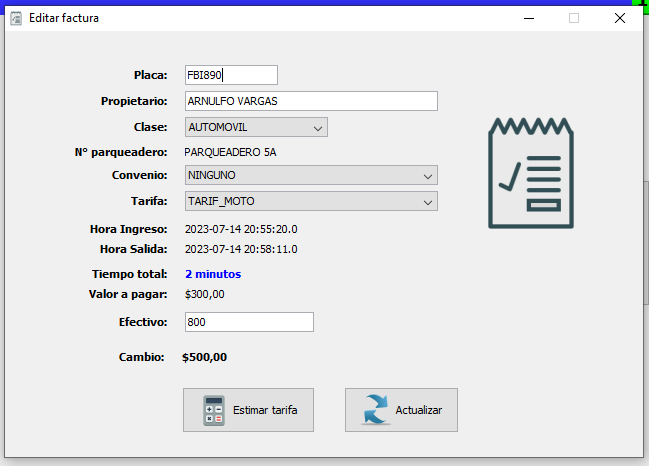 Editar factura
Placa: FBI890
Propietario: ARNULFO VARGAS
Clase: AUTOMOVIL
N° parqueadero: PARQUEADERO 5A
Convenio: NINGUNO
Tarifa: TARIF_MOTO
Hora Ingreso: 2023-07-14 20:55:20.0
Hora Salida: 2023-07-14 20:58:11.0
Tiempo total: 2 minutos
Valor a pagar: $300,00
Efectivo: 800
Cambio: $500,00
Estimar tarifa Actualizar